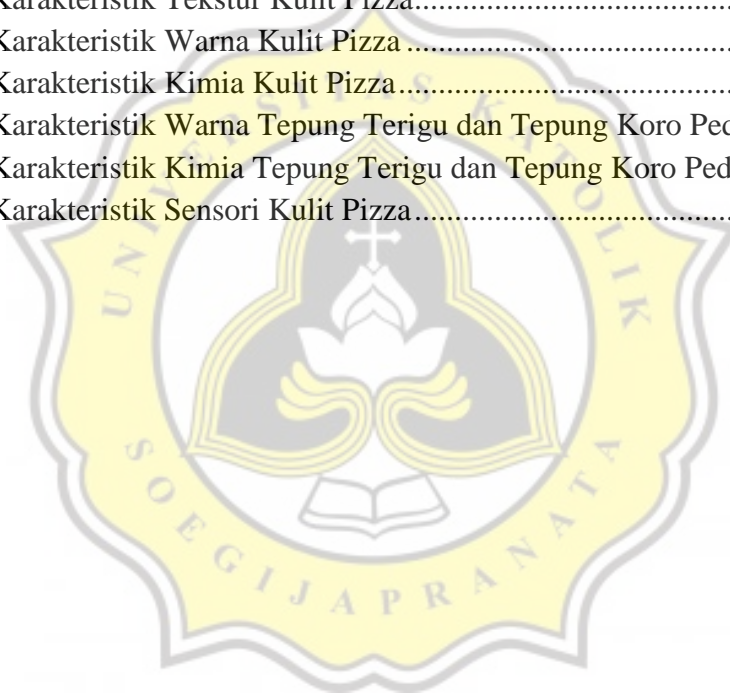 Karakteristik Tekstur Kulit Pizza............................................
Karakteristik Warna Kulit Pizza ............................................
Karakteristik Kimia Kulit Pizza............................................
Karakteristik Warna Tepung Terigu dan Tepung Koro Ped
Karakteristik Kimia Tepung Terigu dan Tepung Koro Ped
Karakteristik Sensori Kulit Pizza............................................
UNIVERSITAS KATOLIK
SOEGIJAPRANATA